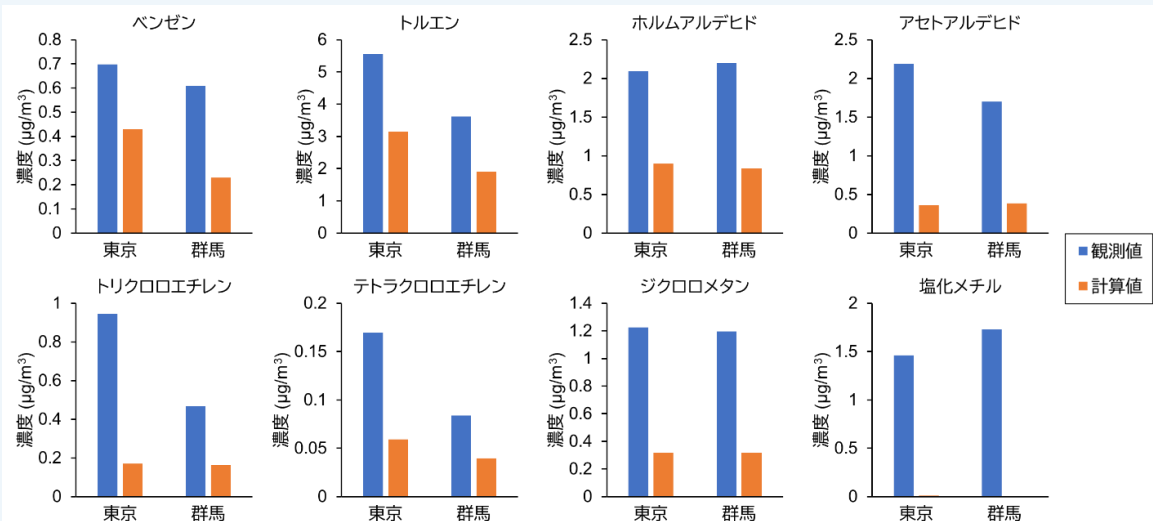 ベンゼン
濃度 (μg/m³)
0.8
0.7
0.6
0.5
0.4
0.3
0.2
0.1
0
東京 群馬
トルエン
濃度 (μg/m³)
6
5
4
3
2
1
0
東京 群馬
ホルムアルデヒド
濃度 (μg/m³)
2.5
2
1.5
1
0.5
0
東京 群馬
アセトアルデヒド
濃度 (μg/m³)
2.5
2
1.5
1
0.5
0
東京 群馬
観測値
計算値
トリクロロエチレン
濃度 (μg/m³)
1
0.8
0.6
0.4
0.2
0
東京 群馬
テトラクロロエチレン
濃度 (μg/m³)
0.2
0.15
0.1
0.05
0
東京 群馬
ジクロロメタン
濃度 (μg/m³)
1.4
1.2
1
0.8
0.6
0.4
0.2
0
東京 群馬
塩化メチル
濃度 (μg/m³)
2
1.5
1
0.5
0
東京 群馬